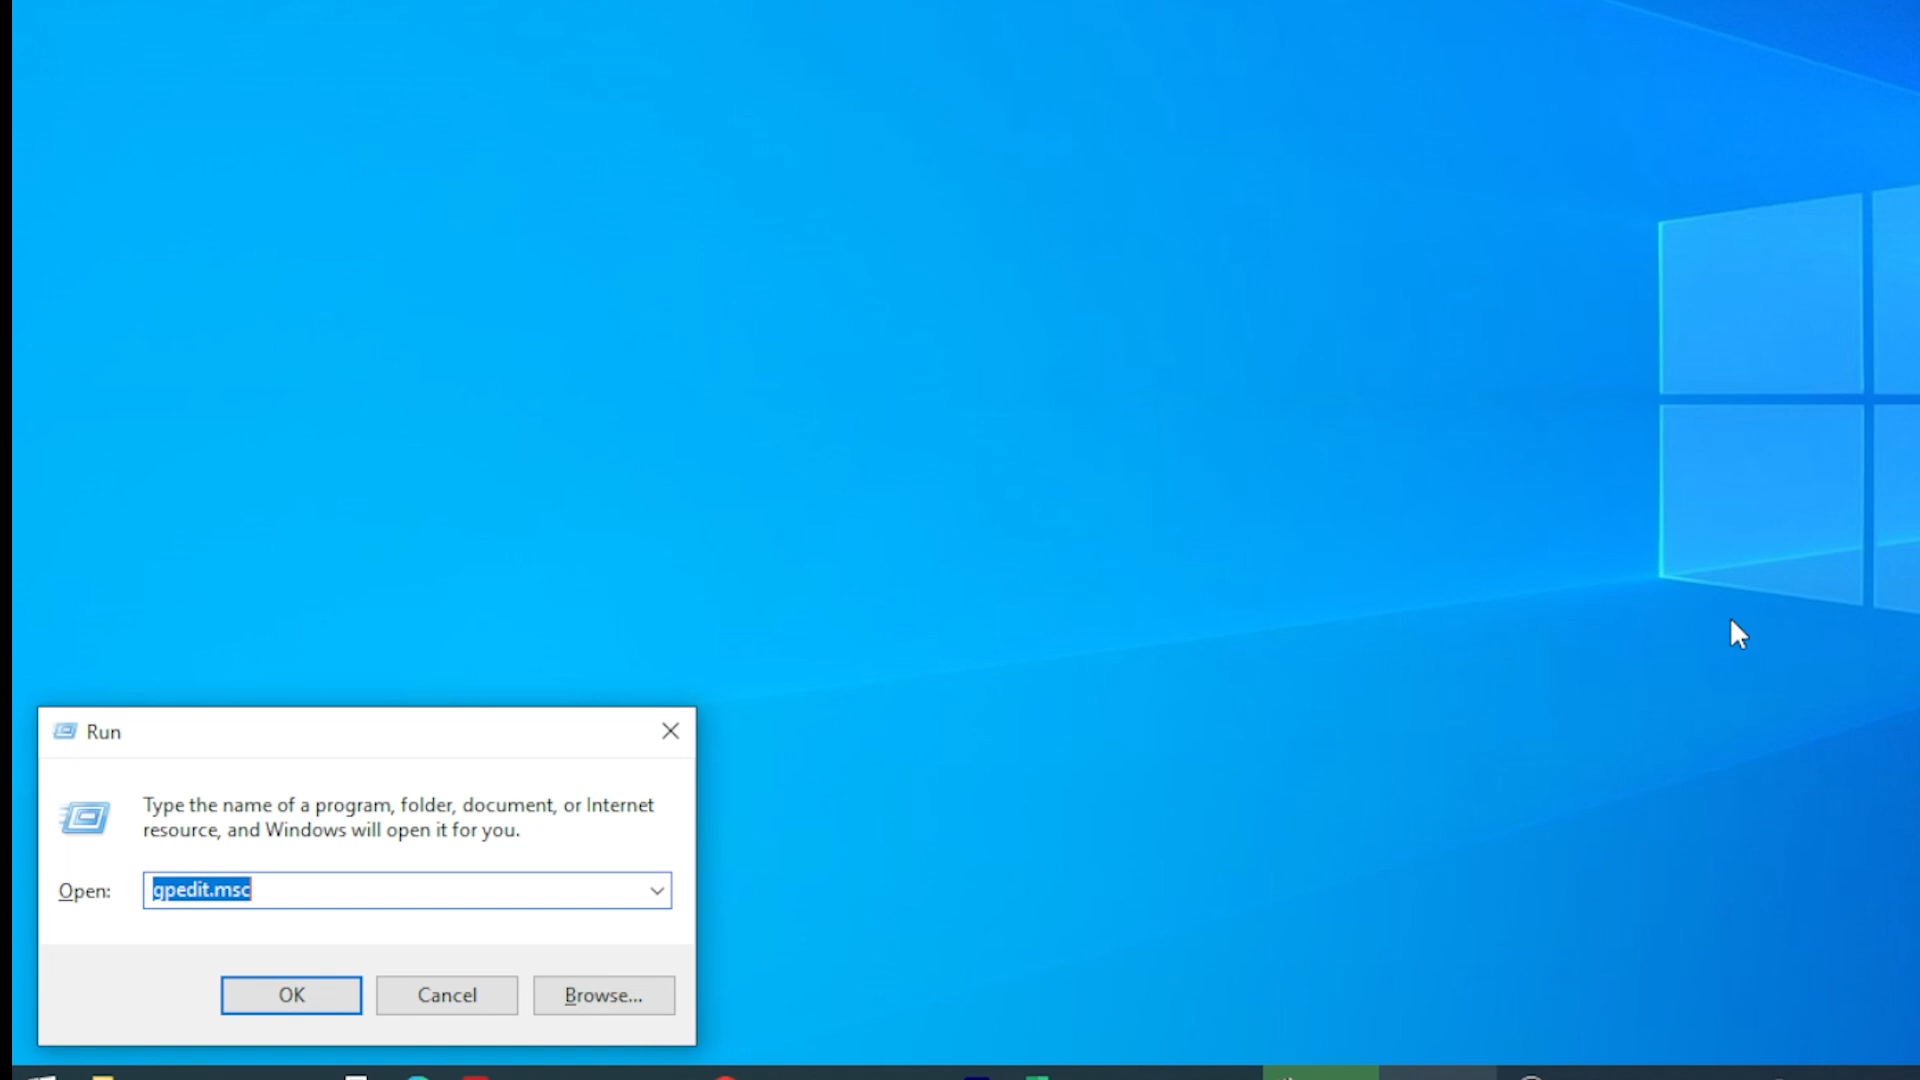 Run
Type the name of a program, folder, document, or Internet
resource, and Windows will open it for you.
Open: gpedit.msc
OK Cancel Browse...